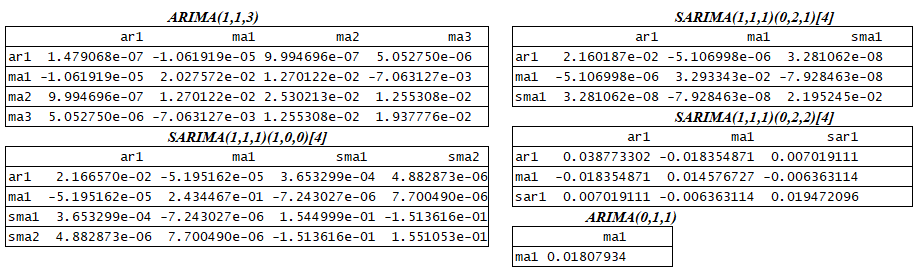 ARIMA(1,1,3)
ar1 ma1 ma2 ma3
ar1 1.479068e-07 -1.061919e-05 9.994696e-07 5.052750e-06
ma1 -1.061919e-05 2.027572e-02 1.270122e-02 -7.063127e-03
ma2 9.994696e-07 1.270122e-02 2.530213e-02 1.255308e-02
ma3 5.052750e-06 -7.063127e-03 1.255308e-02 1.937776e-02
SARIMA(1,1,1)(1,0,0)[4]
ar1 ma1 sma1 sma2
ar1 2.166570e-02 -5.195162e-05 3.653299e-04 4.882873e-06
ma1 -5.195162e-05 2.434467e-01 -7.243027e-06 7.700490e-06
sma1 3.653299e-04 -7.243027e-06 1.544999e-01 -1.513616e-01
sma2 4.882873e-06 7.700490e-06 -1.513616e-01 1.551053e-01
SARIMA(1,1,1)(0,2,1)[4]
ar1 ma1 sma1
ar1 2.160187e-02 -5.106998e-06 3.281062e-08
ma1 -5.106998e-06 3.293343e-02 -7.928463e-08
sma1 3.281062e-08 -7.928463e-08 2.195245e-02
SARIMA(1,1,1)(0,2,2)[4]
ar1 ma1 sar1
ar1 0.038773302 -0.018354871 0.007019111
ma1 -0.018354871 0.014576727 -0.006363114
sar1 0.007019111 -0.006363114 0.019472096
ARIMA(0,1,1)
ma1
ma1 0.01807934